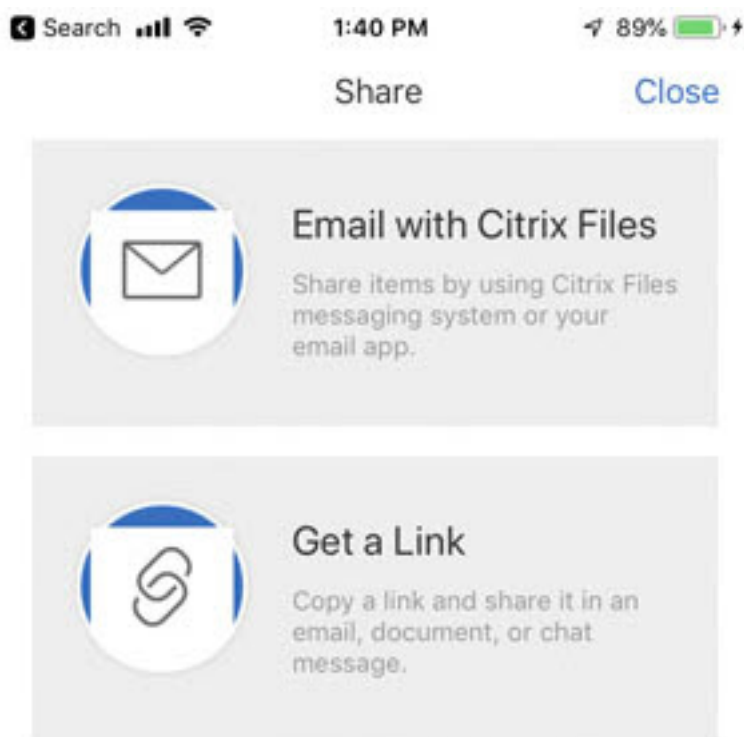 Search 1:40 PM 89%
Share Close
Email with Citrix Files
Share items by using Citrix Files
messaging system or your
email app.
Get a Link
Copy a link and share it in an
email, document, or chat
message.